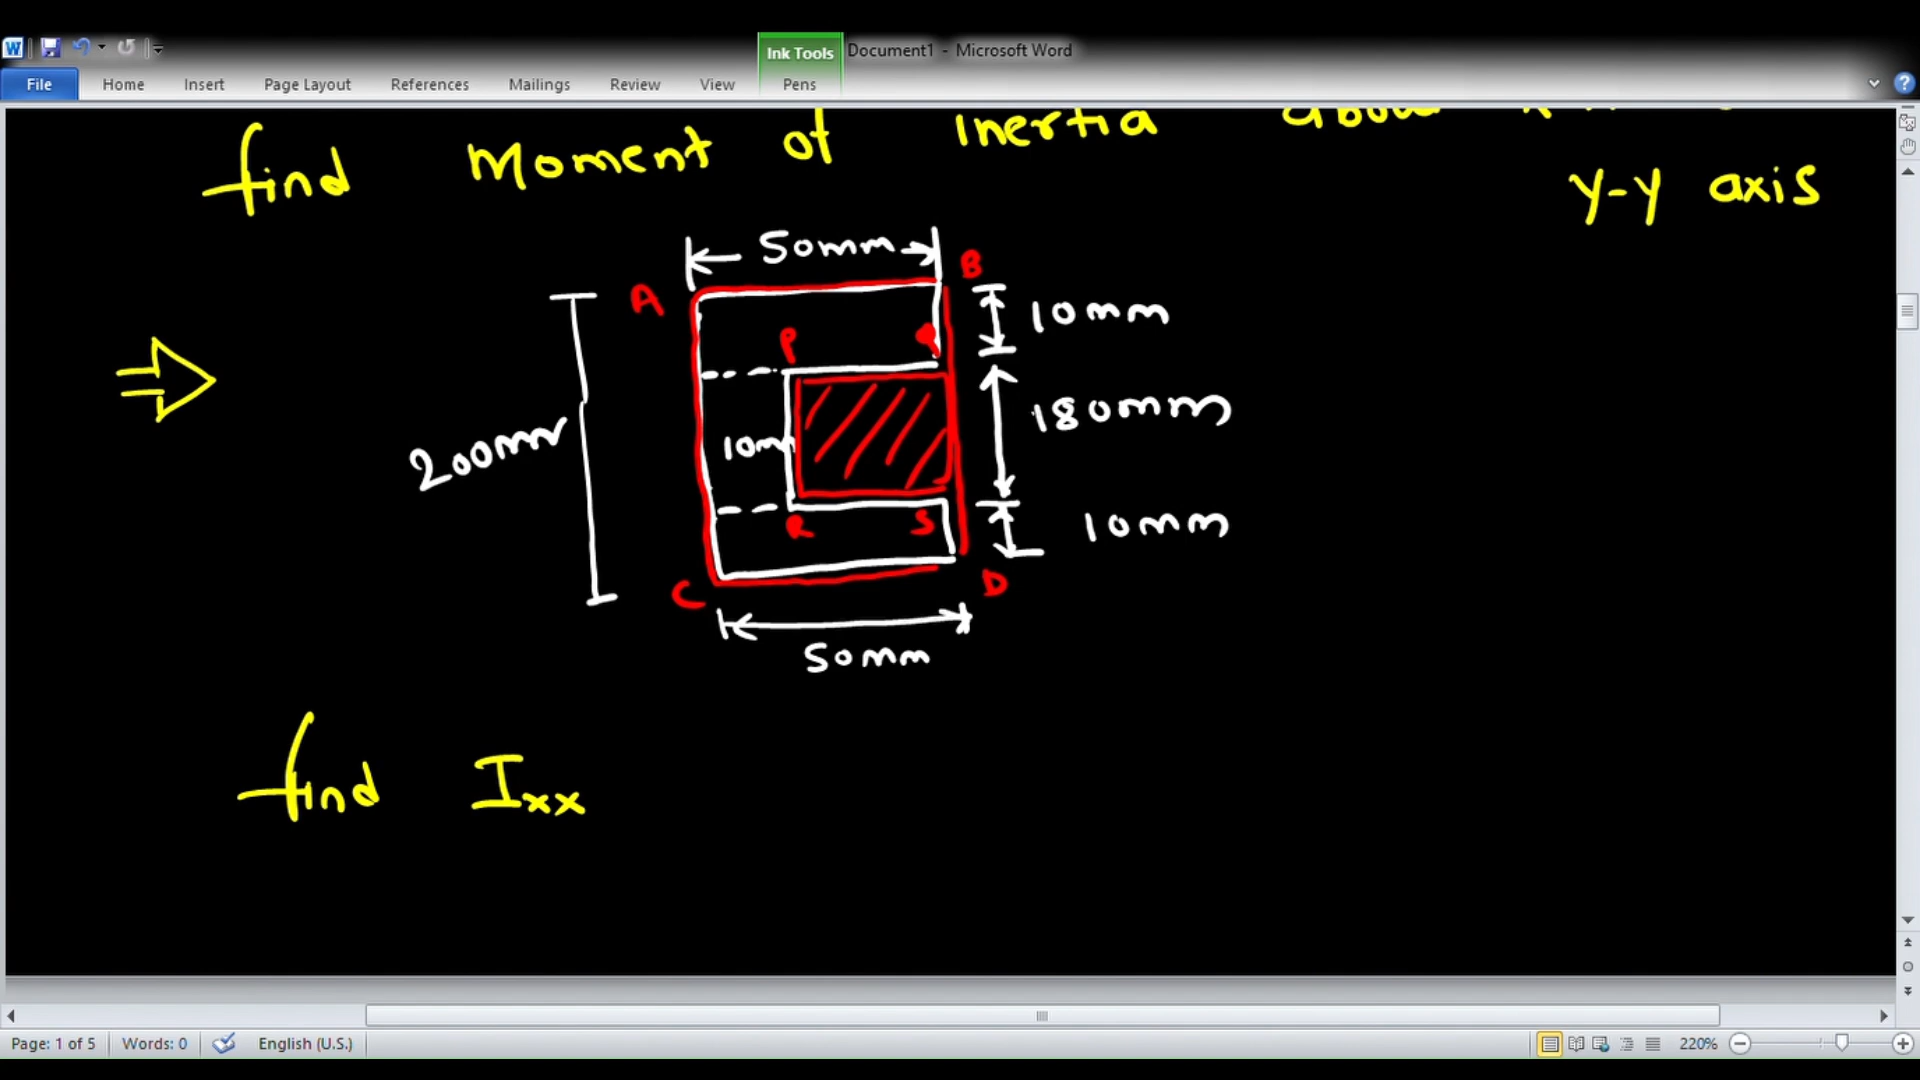 Ink Tools Document1 - Microsoft Word
File Home Insert Page Layout References Mailings Review View Pens
find Moment of Inertia
y-y axis
50mm
A B
10mm
P Q
200mm
180mm
10mm
R S
10mm
C D
50mm
find Ixx
Page: 1 of 5 Words: 0 English (U.S.) 220%